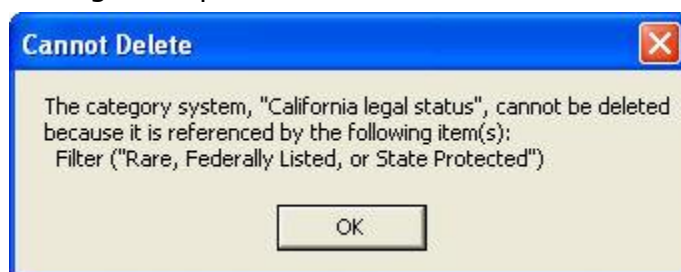 Cannot Delete
The category system, "California legal status", cannot be deleted
because it is referenced by the following item(s):
Filter ("Rare, Federally Listed, or State Protected")
OK